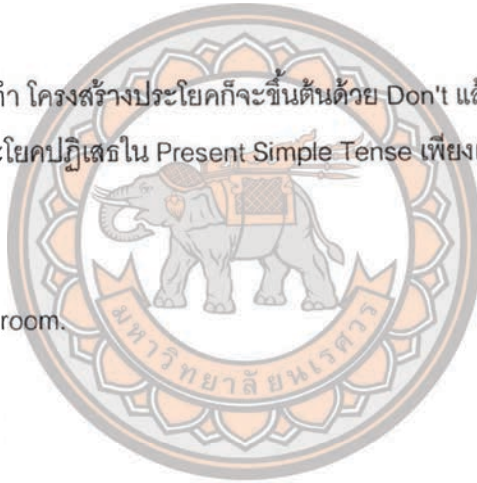 ดำ โครงสร้างประโยคก็จะขึ้นต้นด้วย Don't แล้
ะโยคปฏิเสธใน Present Simple Tense เพียงแ
room.
มหาวิทยาลัยนเรศวร